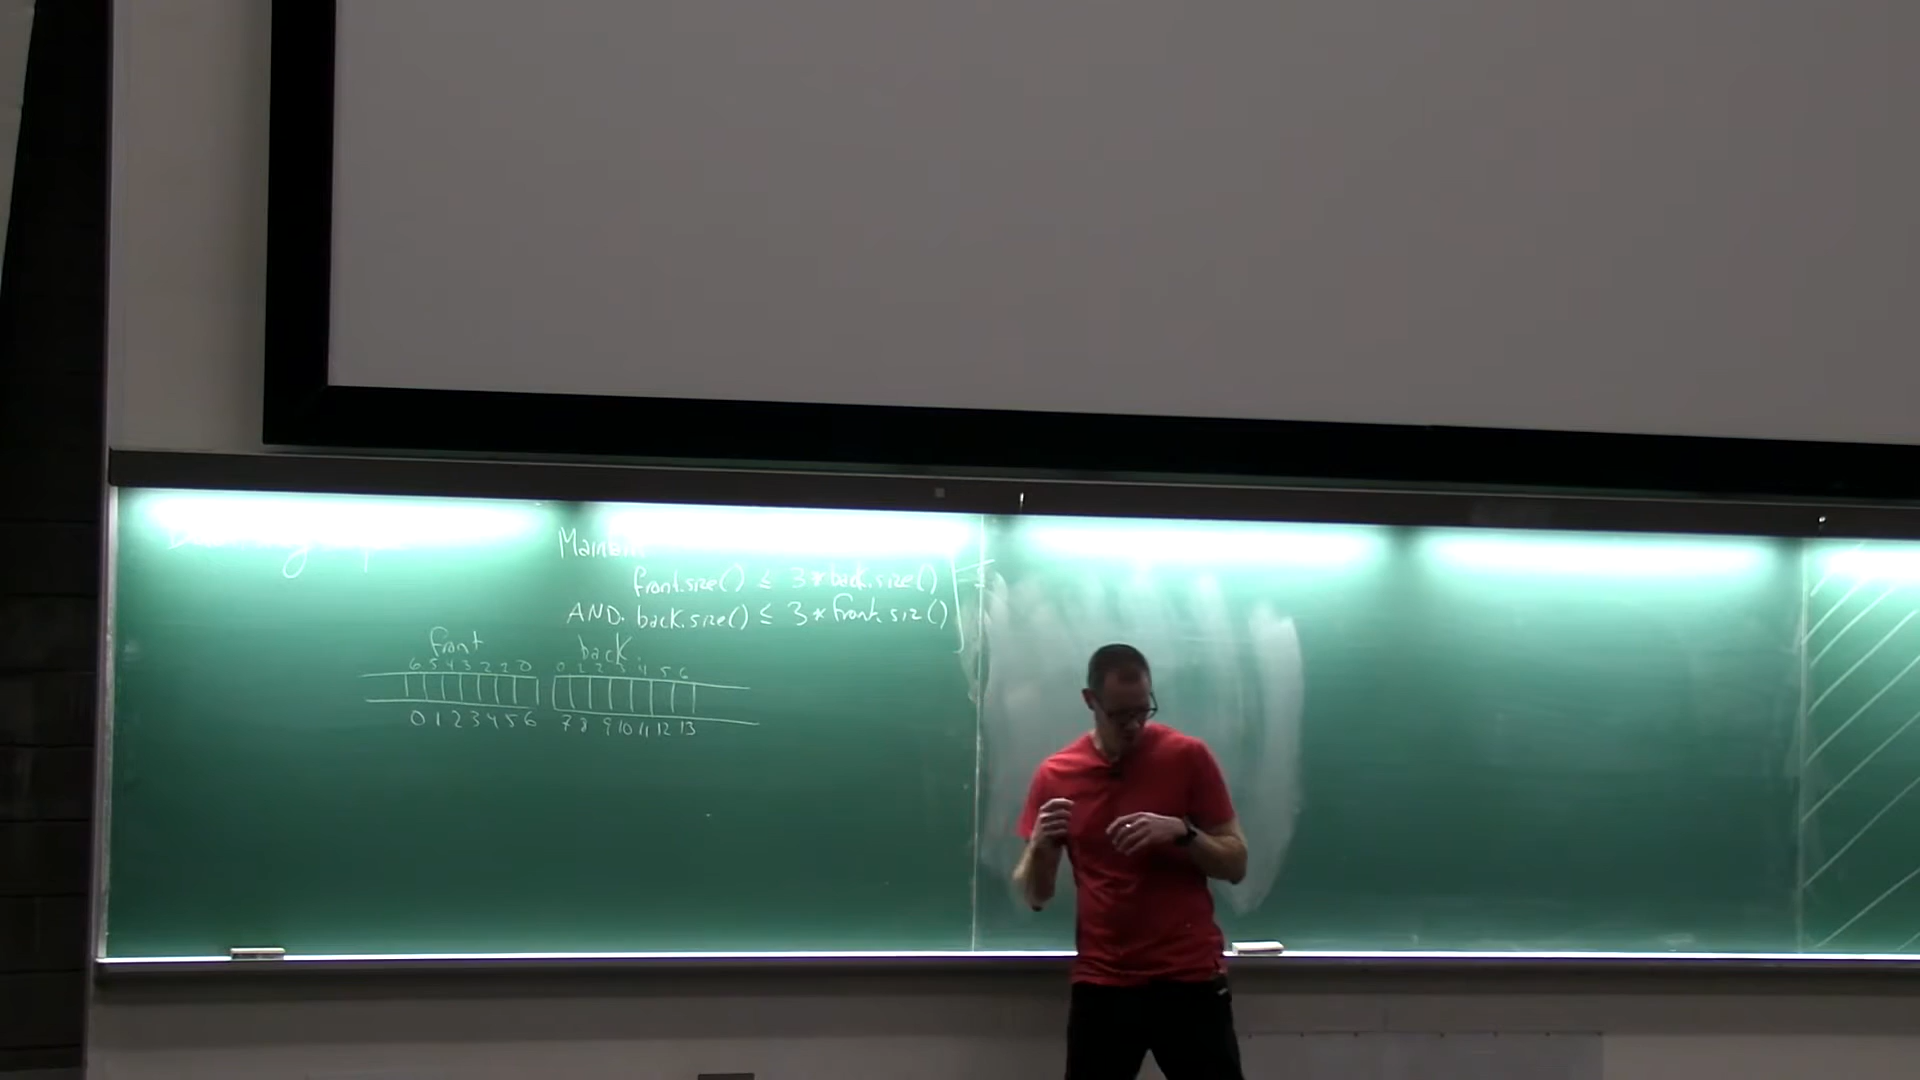 front.size() ≤ 3*back.size()
AND. back.size() ≤ 3*front.siz()
front back
6 5 4 3 2 1 0 0 1 2 3 4 5 6
0 1 2 3 4 5 6 7 8 9 10 11 12 13